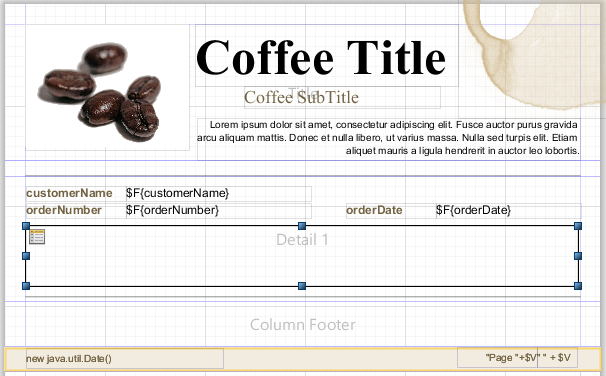 Coffee Title
Title
Coffee SubTitle
Lorem ipsum dolor sit amet, consectetur adipiscing elit. Fusce auctor purus gravida
arcu aliquam mattis. Donec et nulla libero, ut varius massa. Nulla sed turpis elit. Etiam
aliquet mauris a ligula hendrerit in auctor leo lobortis.
customerName $F{customerName}
orderNumber $F{orderNumber} orderDate $F{orderDate}
Detail 1
Column Footer
new java.util.Date() "Page "+$V" " + $V